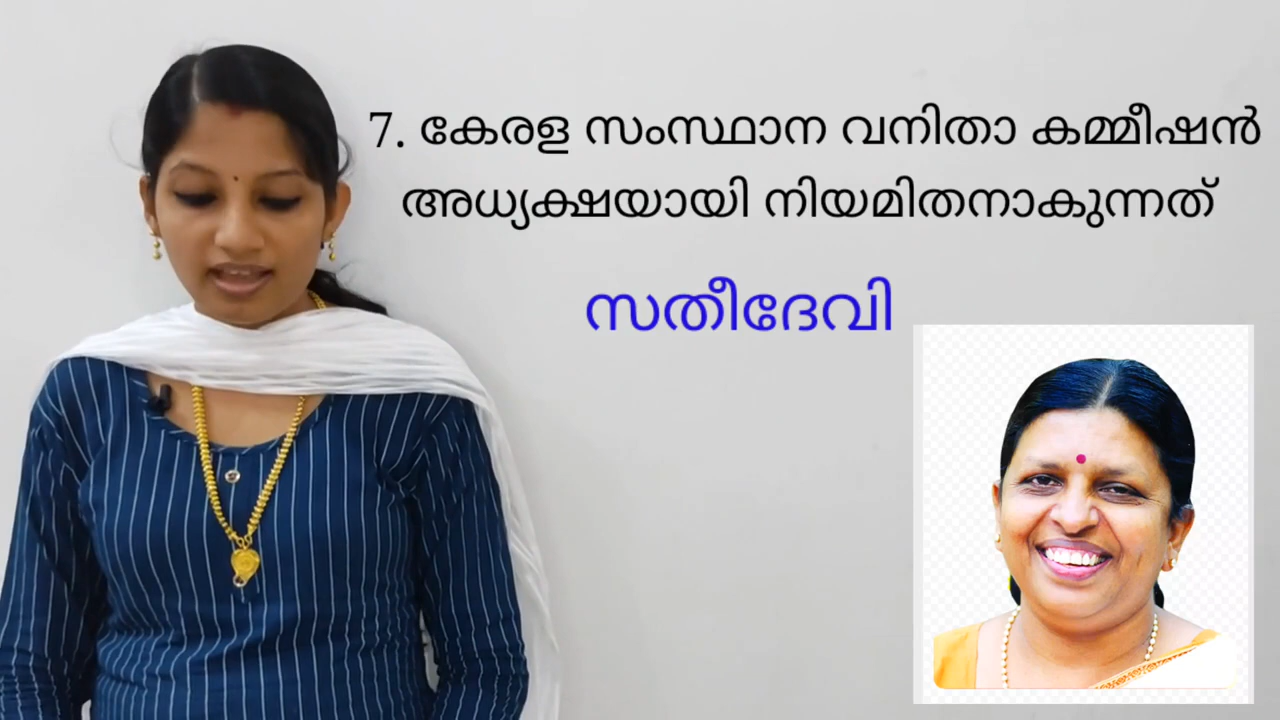 7. കേരള സംസ്ഥാന വനിതാ കമ്മീഷൻ
അധ്യക്ഷയായി നിയമിതനാകുന്നത്
സതീദേവി